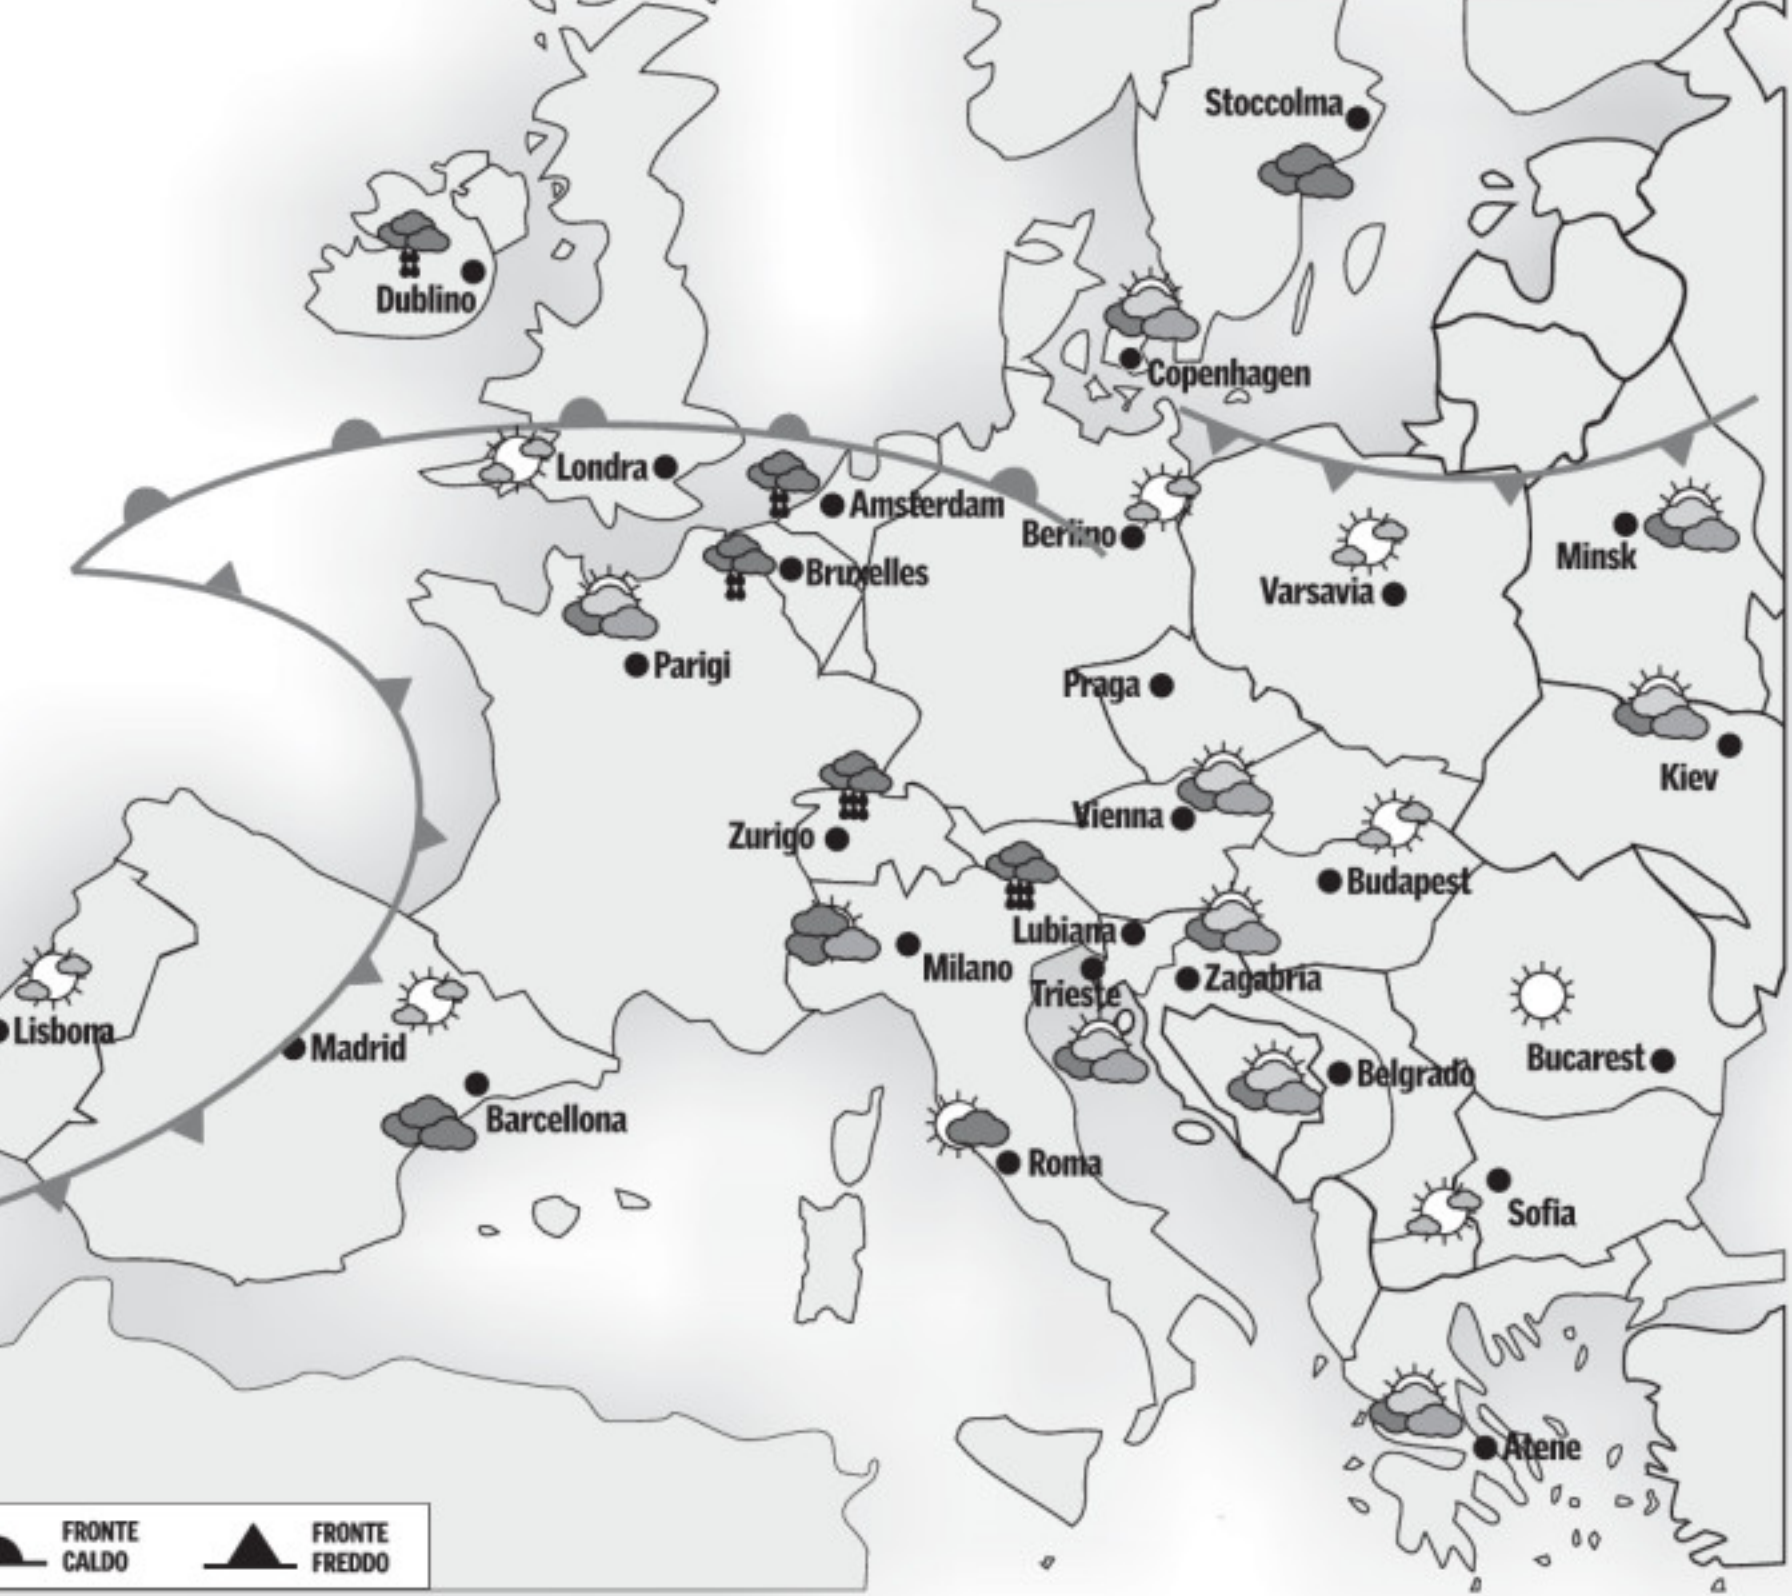 Stoccolma
Dublino
Copenhagen
Londra
Amsterdam
Berlino
Minsk
Bruxelles
Varsavia
Parigi
Praga
Kiev
Vienna
Zurigo
Budapest
Lubiana
Milano
Zagabria
Trieste
Lisbona
Madrid
Bucarest
Belgrado
Barcellona
Roma
Sofia
Atene
FRONTE
CALDO
FRONTE
FREDDO